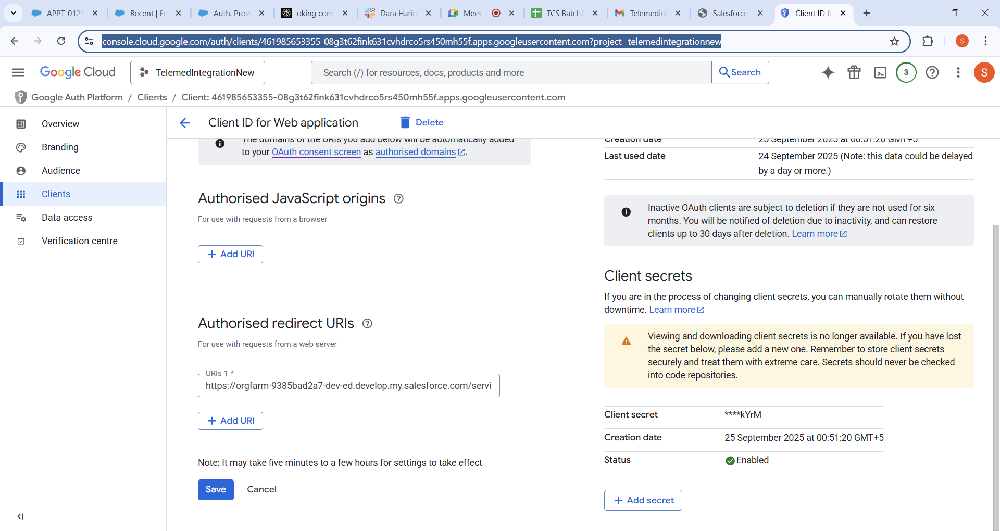 APPT-0121
Recent | En
Auth. Provi
oking com
Dara Harin
Meet –
TCS Batch3
Telemedici
Salesforce
Client ID fo
console.cloud.google.com/auth/clients/461985653355-08g3t62fink631cvhdrco5rs450mh55f.apps.googleusercontent.com?project=telemedintegrationnew
S
Google Cloud
TelemedIntegrationNew
Search (/) for resources, docs, products and more
Search
3
S
Google Auth Platform / Clients / Client: 461985653355-08g3t62fink631cvhdrco5rs450mh55f.apps.googleusercontent.com
Overview
Branding
Audience
Clients
Data access
Verification centre
Client ID for Web application
Delete
The domains of the URIs you add below will be automatically added
to your OAuth consent screen as authorised domains.
Authorised JavaScript origins
For use with requests from a browser
+ Add URI
Authorised redirect URIs
For use with requests from a web server
URIs 1 *
https://orgfarm-9385bad2a7-dev-ed.develop.my.salesforce.com/servi
+ Add URI
Note: It may take five minutes to a few hours for settings to take effect
Save
Cancel
Creation date 25 September 2025 at 00:51:20 GMT+5
Last used date 24 September 2025 (Note: this data could be delayed
by a day or more.)
Inactive OAuth clients are subject to deletion if they are not used for six
months. You will be notified of deletion due to inactivity, and can restore
clients up to 30 days after deletion. Learn more
Client secrets
If you are in the process of changing client secrets, you can manually rotate them without
downtime. Learn more
Viewing and downloading client secrets is no longer available. If you have lost
the secret below, please add a new one. Remember to store client secrets
securely and treat them with extreme care. Secrets should never be checked
into code repositories.
Client secret ****kYrM
Creation date 25 September 2025 at 00:51:20 GMT+5
Status Enabled
+ Add secret